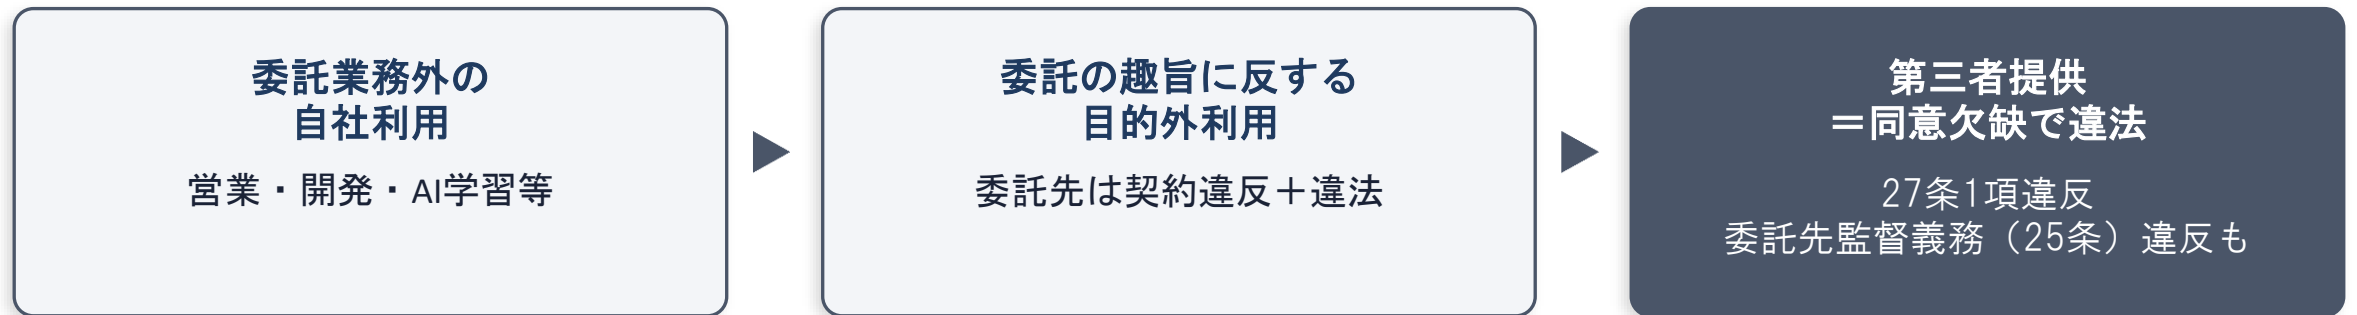 委託業務外の
自社利用
営業・開発・AI学習等
委託の趣旨に反する
目的外利用
委託先は契約違反＋違法
第三者提供
＝同意欠缺で違法
27条1項違反
委託先監督義務（25条）違反も